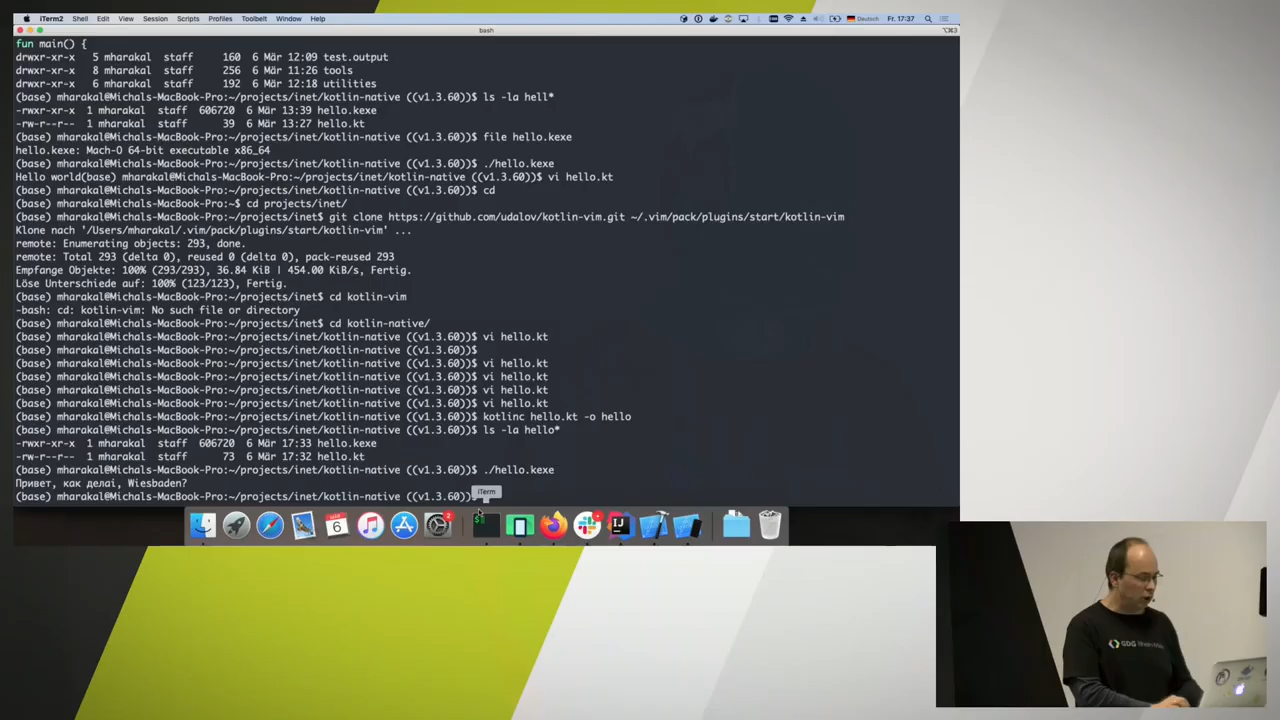 iTerm2 Shell Edit View Session Scripts Profiles Toolbelt Window Help Deutsch Fr. 17:37
bash
fun main() {
drwxr-xr-x 5 mharakal staff 160 6 Mär 12:09 test.output
drwxr-xr-x 8 mharakal staff 256 6 Mär 11:26 tools
drwxr-xr-x 6 mharakal staff 192 6 Mär 12:18 utilities
(base) mharakal@Michals-MacBook-Pro:~/projects/inet/kotlin-native ((v1.3.60))$ ls -la hell*
-rwxr-xr-x 1 mharakal staff 606720 6 Mär 13:39 hello.kexe
-rw-r--r-- 1 mharakal staff 39 6 Mär 13:27 hello.kt
(base) mharakal@Michals-MacBook-Pro:~/projects/inet/kotlin-native ((v1.3.60))$ file hello.kexe
hello.kexe: Mach-O 64-bit executable x86_64
(base) mharakal@Michals-MacBook-Pro:~/projects/inet/kotlin-native ((v1.3.60))$ ./hello.kexe
Hello world(base) mharakal@Michals-MacBook-Pro:~/projects/inet/kotlin-native ((v1.3.60))$ vi hello.kt
(base) mharakal@Michals-MacBook-Pro:~/projects/inet/kotlin-native ((v1.3.60))$ cd
(base) mharakal@Michals-MacBook-Pro:~$ cd projects/inet/
(base) mharakal@Michals-MacBook-Pro:~/projects/inet$ git clone https://github.com/udalov/kotlin-vim.git ~/.vim/pack/plugins/start/kotlin-vim
Klone nach '/Users/mharakal/.vim/pack/plugins/start/kotlin-vim' ...
remote: Enumerating objects: 293, done.
remote: Total 293 (delta 0), reused 0 (delta 0), pack-reused 293
Empfange Objekte: 100% (293/293), 36.84 KiB | 454.00 KiB/s, Fertig.
Löse Unterschiede auf: 100% (123/123), Fertig.
(base) mharakal@Michals-MacBook-Pro:~/projects/inet$ cd kotlin-vim
-bash: cd: kotlin-vim: No such file or directory
(base) mharakal@Michals-MacBook-Pro:~/projects/inet$ cd kotlin-native/
(base) mharakal@Michals-MacBook-Pro:~/projects/inet/kotlin-native ((v1.3.60))$ vi hello.kt
(base) mharakal@Michals-MacBook-Pro:~/projects/inet/kotlin-native ((v1.3.60))$
(base) mharakal@Michals-MacBook-Pro:~/projects/inet/kotlin-native ((v1.3.60))$ vi hello.kt
(base) mharakal@Michals-MacBook-Pro:~/projects/inet/kotlin-native ((v1.3.60))$ vi hello.kt
(base) mharakal@Michals-MacBook-Pro:~/projects/inet/kotlin-native ((v1.3.60))$ vi hello.kt
(base) mharakal@Michals-MacBook-Pro:~/projects/inet/kotlin-native ((v1.3.60))$ vi hello.kt
(base) mharakal@Michals-MacBook-Pro:~/projects/inet/kotlin-native ((v1.3.60))$ kotlinc hello.kt -o hello
(base) mharakal@Michals-MacBook-Pro:~/projects/inet/kotlin-native ((v1.3.60))$ ls -la hello*
-rwxr-xr-x 1 mharakal staff 606720 6 Mär 17:33 hello.kexe
-rw-r--r-- 1 mharakal staff 73 6 Mär 17:32 hello.kt
(base) mharakal@Michals-MacBook-Pro:~/projects/inet/kotlin-native ((v1.3.60))$ ./hello.kexe
Привет, как делаi, Wiesbaden?
(base) mharakal@Michals-MacBook-Pro:~/projects/inet/kotlin-native ((v1.3.60))$
iTerm
6
IJ
GDG